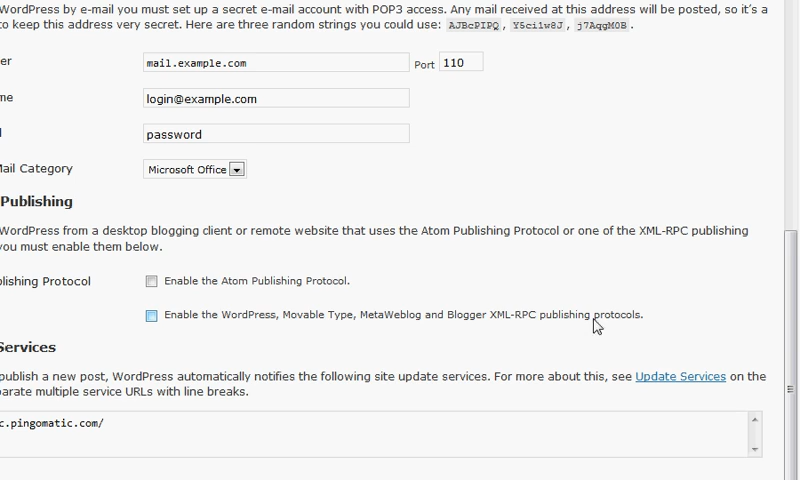 WordPress by e-mail you must set up a secret e-mail account with POP3 access. Any mail received at this address will be posted, so it's a
to keep this address very secret. Here are three random strings you could use: AJBcPIPQ, Y5ci1w8J, j7AqgM0B.
er mail.example.com Port 110
me login@example.com
password
Mail Category Microsoft Office
Publishing
WordPress from a desktop blogging client or remote website that uses the Atom Publishing Protocol or one of the XML-RPC publishing
you must enable them below.
blishing Protocol Enable the Atom Publishing Protocol.
Enable the WordPress, Movable Type, MetaWeblog and Blogger XML-RPC publishing protocols.
Services
publish a new post, WordPress automatically notifies the following site update services. For more about this, see Update Services on the
parate multiple service URLs with line breaks.
c.pingomatic.com/